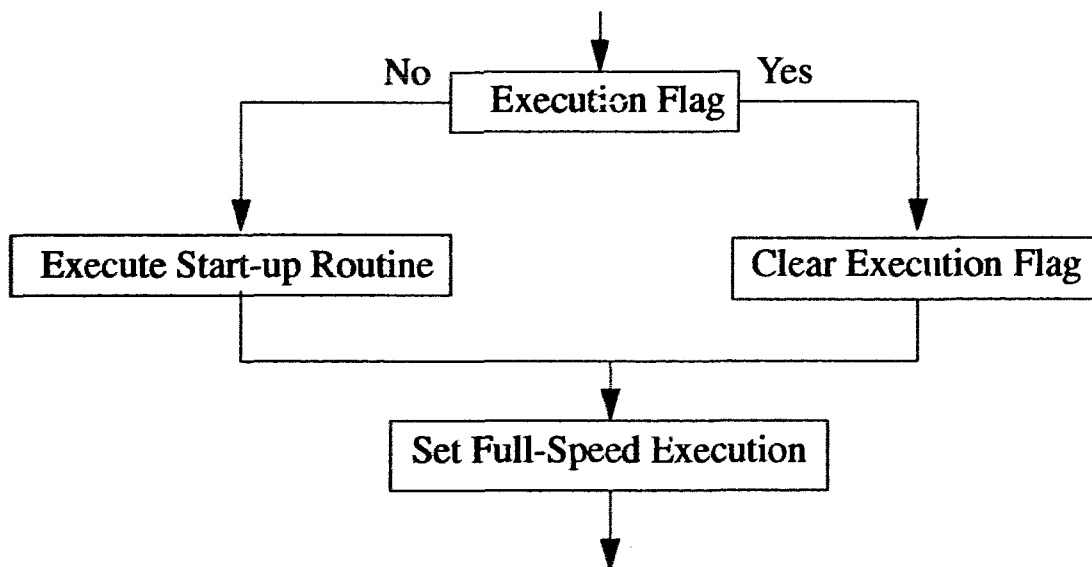 No
Yes
Execution Flag
Execute Start-up Routine
Clear Execution Flag
Set Full-Speed Execution